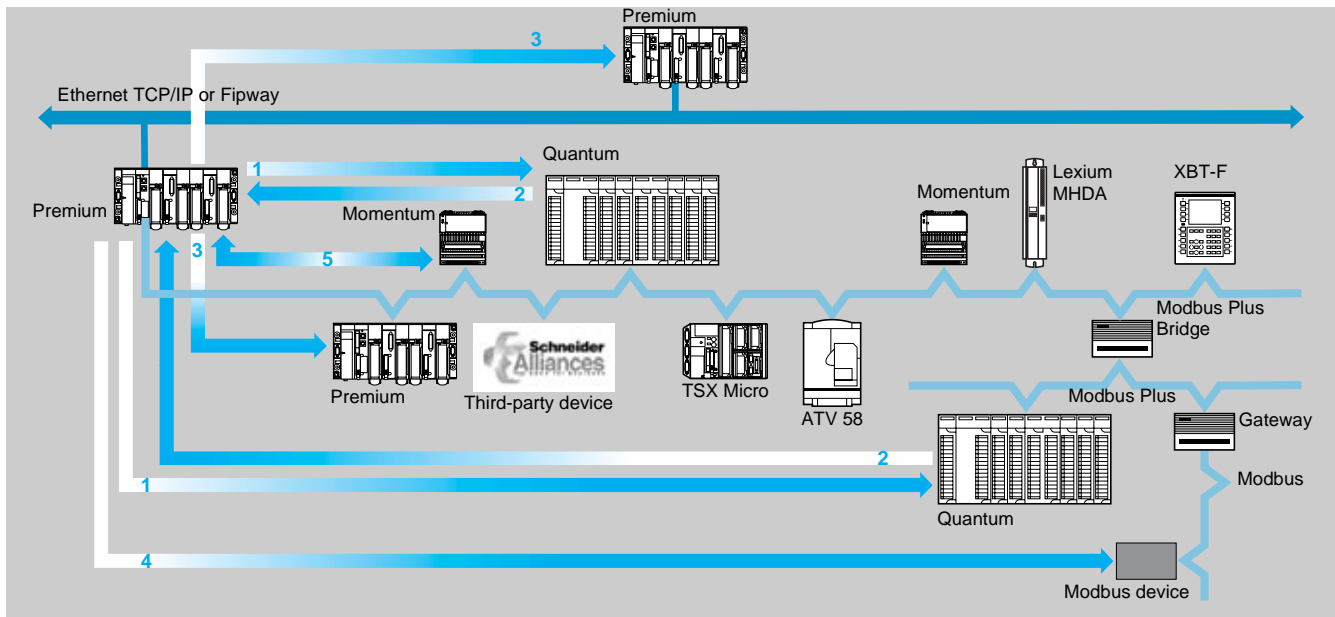 Premium
3
Ethernet TCP/IP or Fipway
1
Quantum
2
Premium
Momentum
Momentum
Lexium
MHDA
XBT-F
3
5
Modbus Plus
Bridge
Premium
Schneider
Alliances
Third-party device
TSX Micro
ATV 58
Modbus Plus
Gateway
2
1
Modbus
Quantum
4
Modbus device